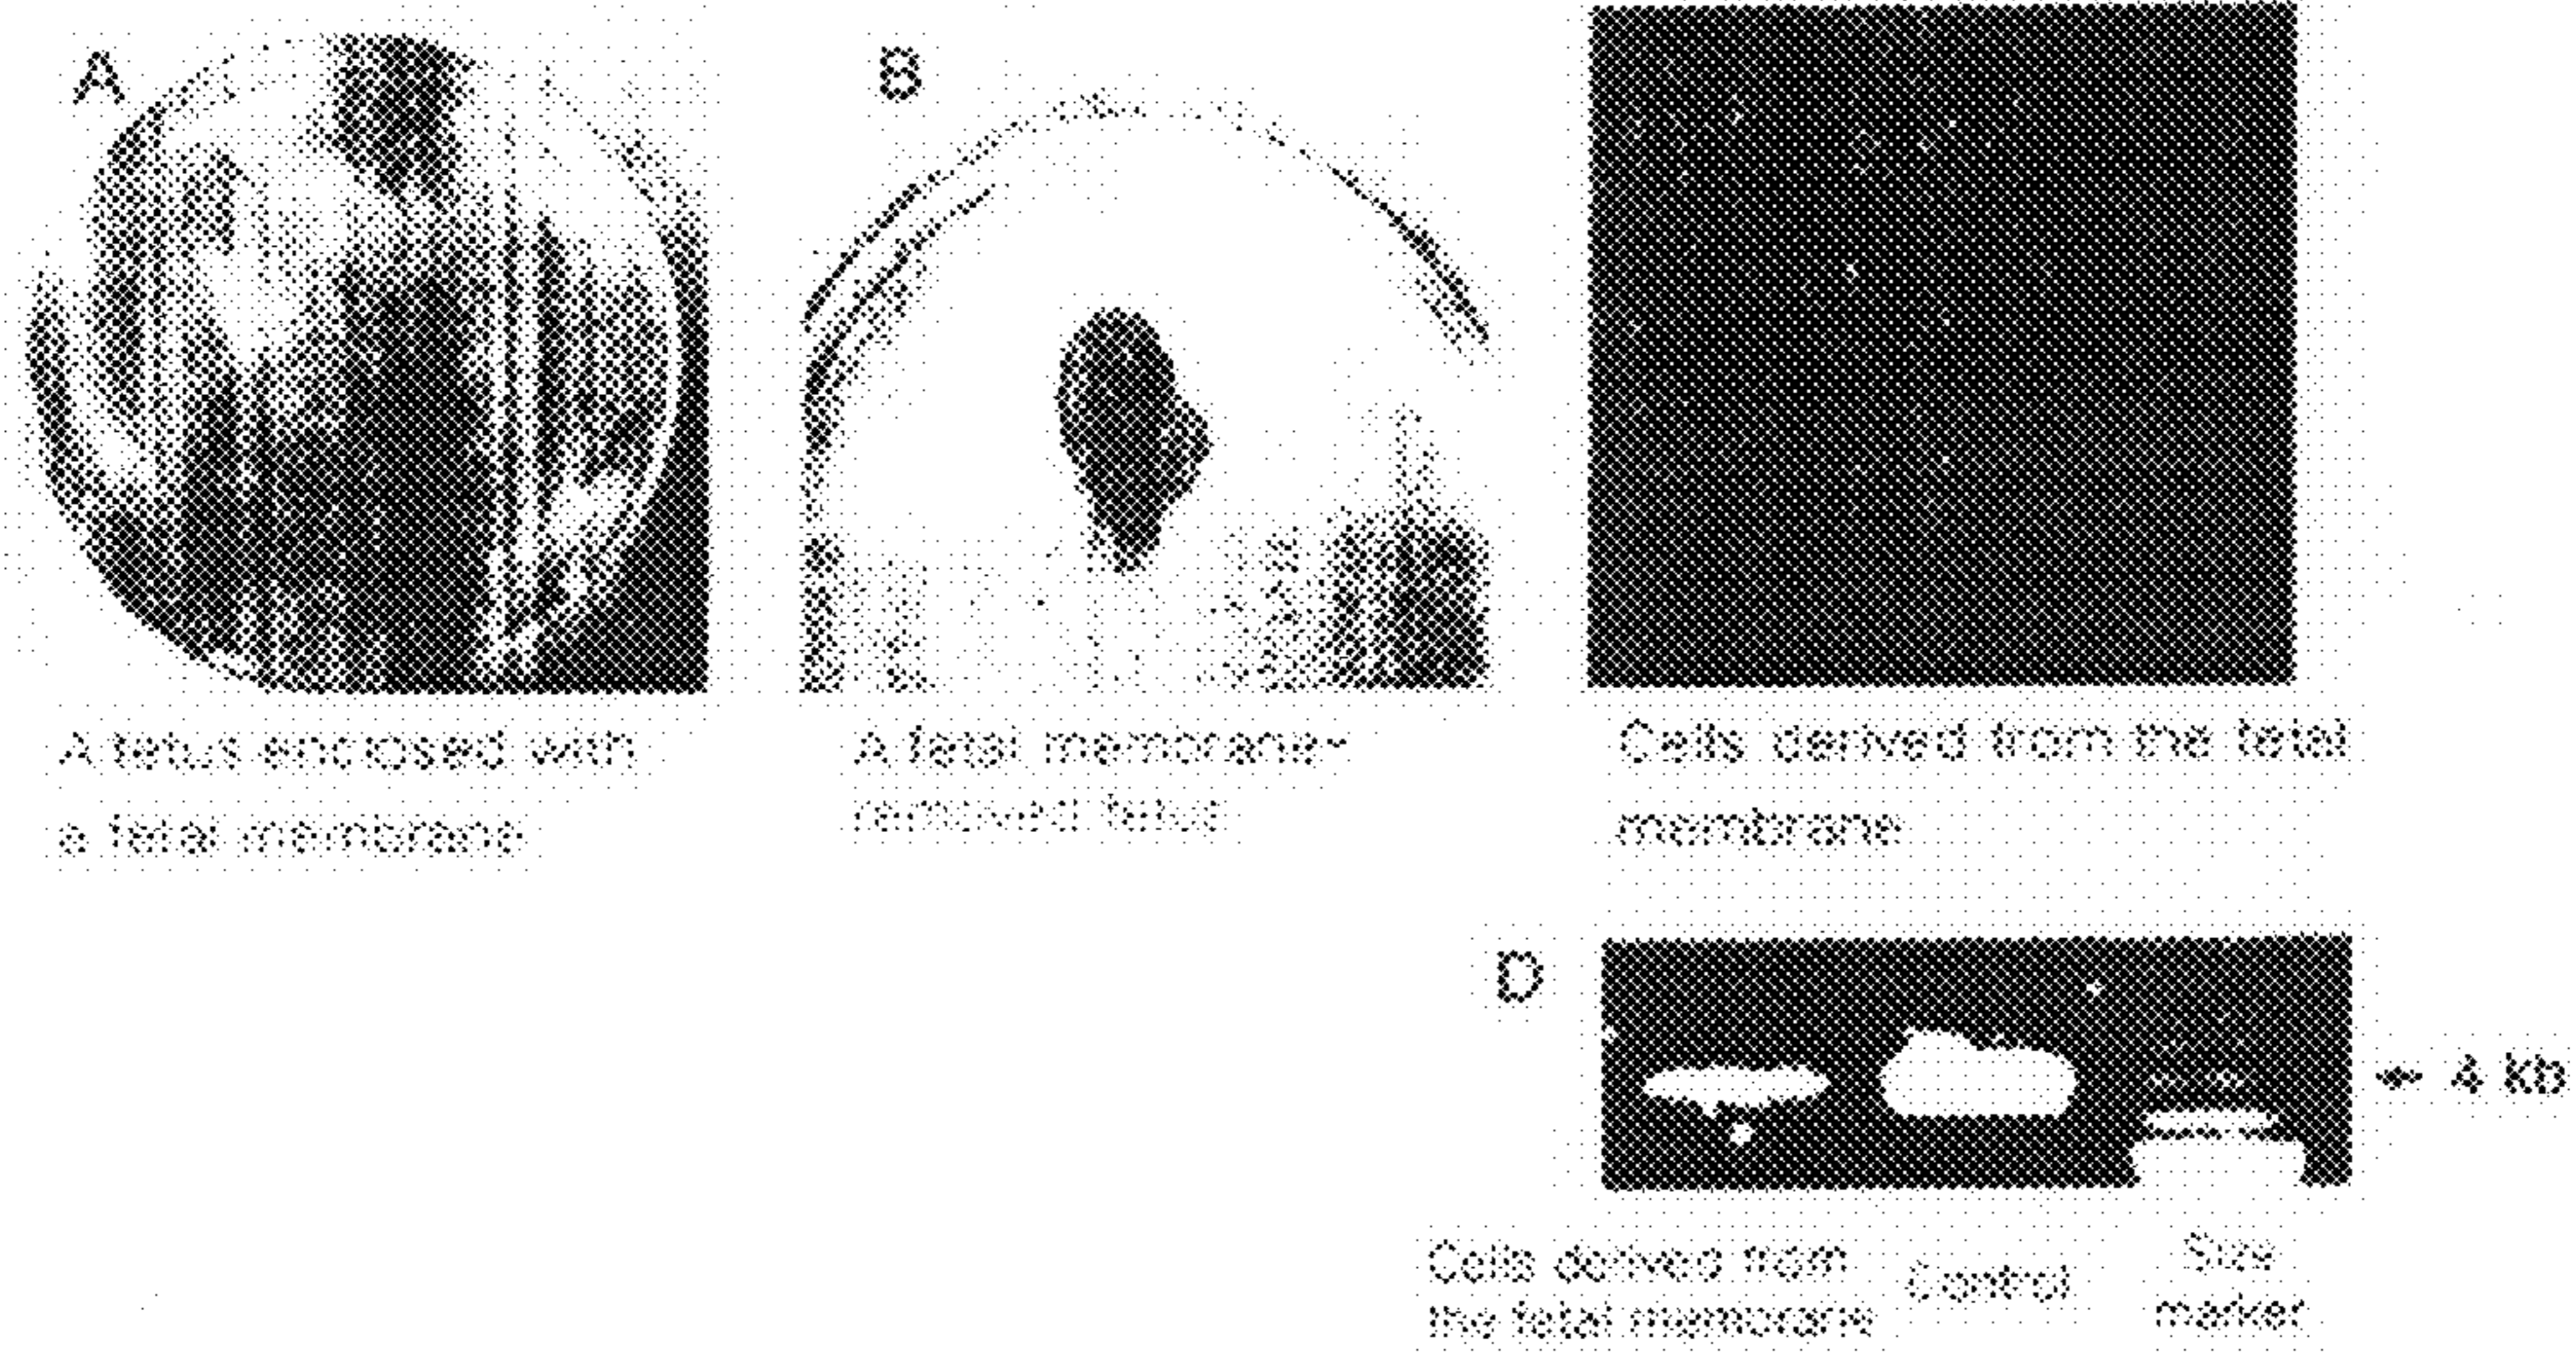 A
B
A fetus enclosed with
a fetal membrane
A fetal membrane-
removed fetus
Cells derived from the fetal
membrane
D
4 kb
Cells derived from
the fetal membrane
Control
Size
marker